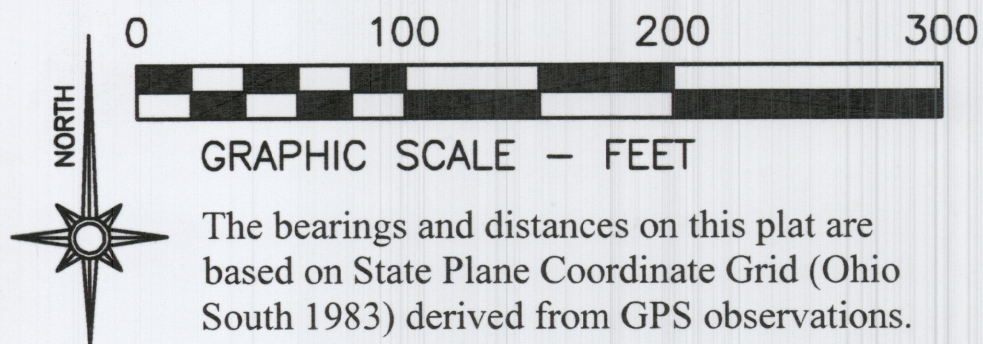 0 100 200 300
NORTH
GRAPHIC SCALE – FEET
The bearings and distances on this plat are
based on State Plane Coordinate Grid (Ohio
South 1983) derived from GPS observations.